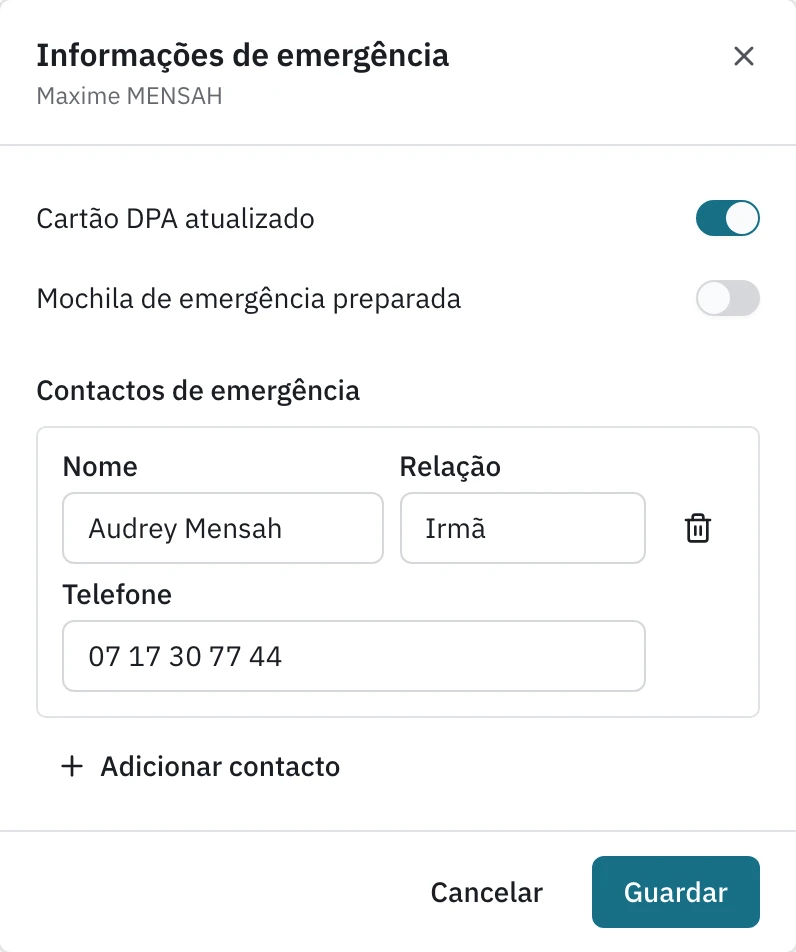 Informações de emergência
Maxime MENSAH
Cartão DPA atualizado
Mochila de emergência preparada
Contactos de emergência
Nome Relação
Audrey Mensah Irmã
Telefone
07 17 30 77 44
+ Adicionar contacto
Cancelar Guardar